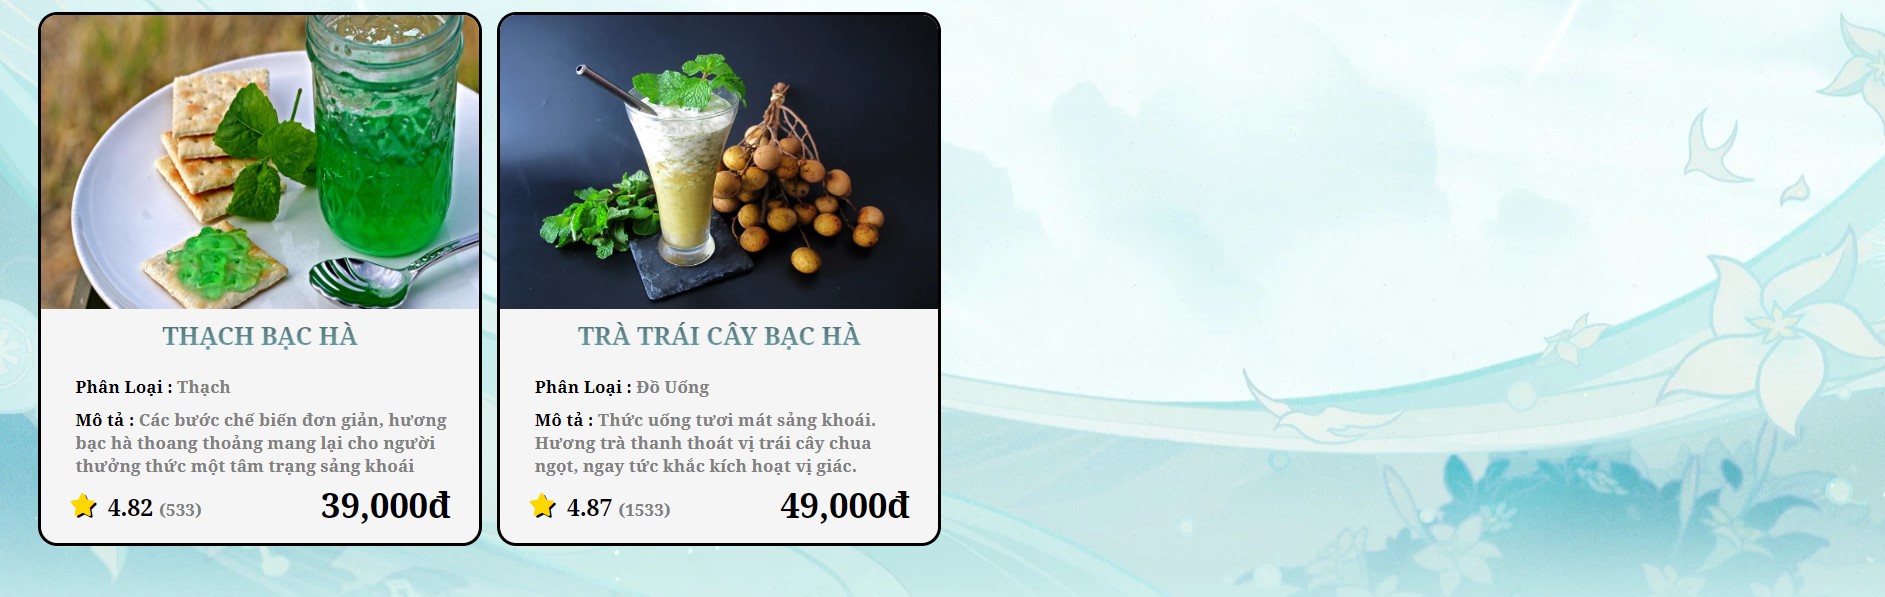 THẠCH BẠC HÀ
Phân Loại : Thạch
Mô tả : Các bước chế biến đơn giản, hương
bạc hà thoang thoảng mang lại cho người
thưởng thức một tâm trạng sảng khoái
4.82 (533) 39,000đ
TRÀ TRÁI CÂY BẠC HÀ
Phân Loại : Đồ Uống
Mô tả : Thức uống tươi mát sảng khoái.
Hương trà thanh thoát vị trái cây chua
ngọt, ngay tức khắc kích hoạt vị giác.
4.87 (1533) 49,000đ